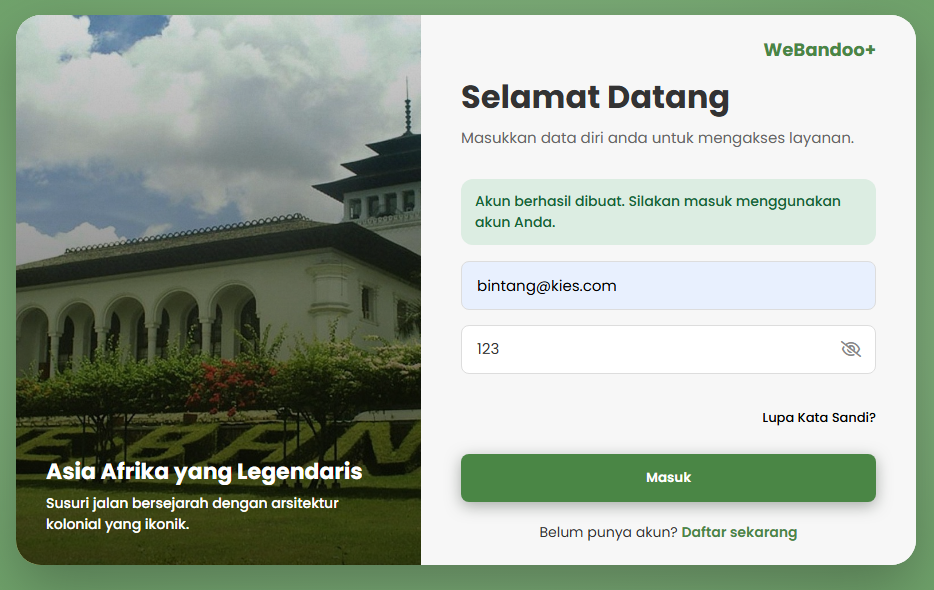 WeBandoo+
Selamat Datang
Masukkan data diri anda untuk mengakses layanan.
Akun berhasil dibuat. Silakan masuk menggunakan
akun Anda.
bintang@kies.com
123
Lupa Kata Sandi?
Masuk
Belum punya akun? Daftar sekarang
Asia Afrika yang Legendaris
Susuri jalan bersejarah dengan arsitektur
kolonial yang ikonik.